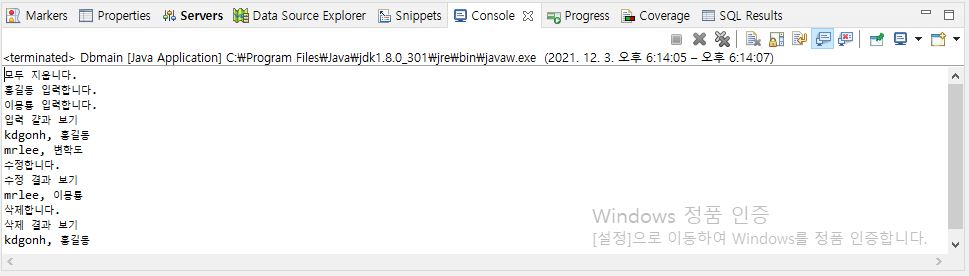 Markers Properties Servers Data Source Explorer Snippets Console Progress Coverage SQL Results
<terminated> Dbmain [Java Application] C:₩Program Files₩Java₩jdk1.8.0_301₩jre₩bin₩javaw.exe (2021. 12. 3. 오후 6:14:05 – 오후 6:14:07)
모두 지웁니다.
홍길동 입력합니다.
이몽룡 입력합니다.
입력 결과 보기
kdgonh, 홍길동
mrlee, 변학도
수정합니다.
수정 결과 보기
mrlee, 이몽룡
삭제합니다.
삭제 결과 보기
kdgonh, 홍길동
Windows 정품 인증
[설정]으로 이동하여 Windows를 정품 인증합니다.